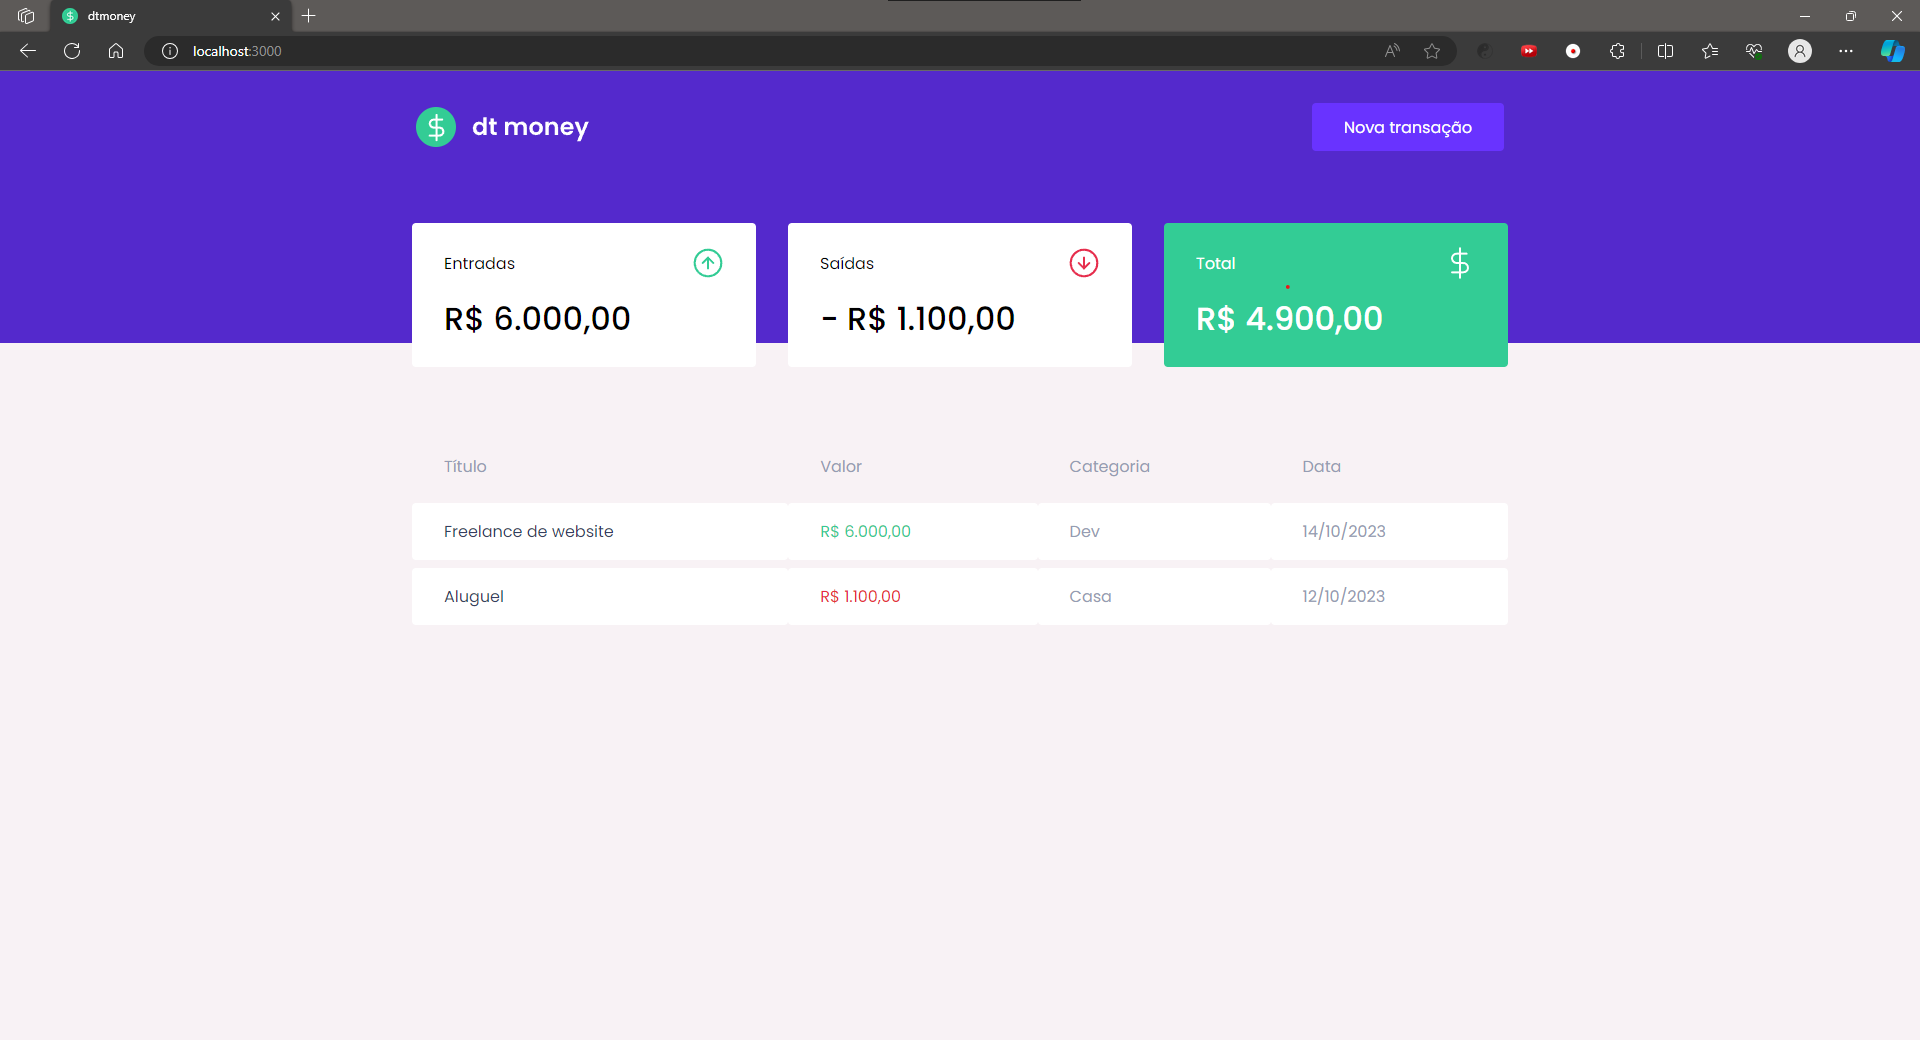 dtmoney
localhost:3000
dt money
Nova transação
Entradas
Saídas
Total
R$ 6.000,00
- R$ 1.100,00
R$ 4.900,00
Título Valor Categoria Data
Freelance de website R$ 6.000,00 Dev 14/10/2023
Aluguel R$ 1.100,00 Casa 12/10/2023